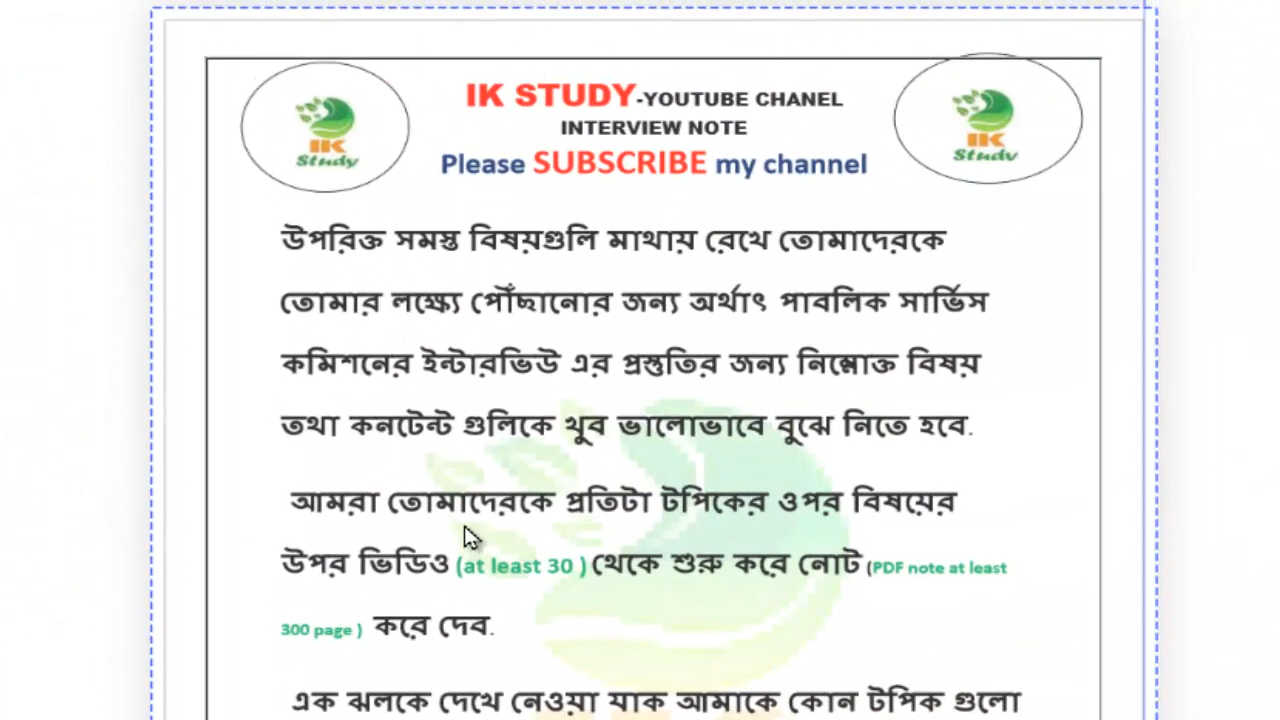 IK STUDY-YOUTUBE CHANEL
INTERVIEW NOTE
Please SUBSCRIBE my channel
IK
Study
IK
Study
উপরিক্ত সমস্ত বিষয়গুলি মাথায় রেখে তোমাদেরকে
তোমার লক্ষ্যে পৌঁছানোর জন্য অর্থাৎ পাবলিক সার্ভিস
কমিশনের ইন্টারভিউ এর প্রস্তুতির জন্য নিম্নোক্ত বিষয়
তথা কনটেন্ট গুলিকে খুব ভালোভাবে বুঝে নিতে হবে.
আমরা তোমাদেরকে প্রতিটা টপিকের ওপর বিষয়ের
উপর ভিডিও (at least 30 ) থেকে শুরু করে নোট (PDF note at least
300 page ) করে দেব.
এক ঝলকে দেখে নেওয়া যাক আমাকে কোন টপিক গুলো